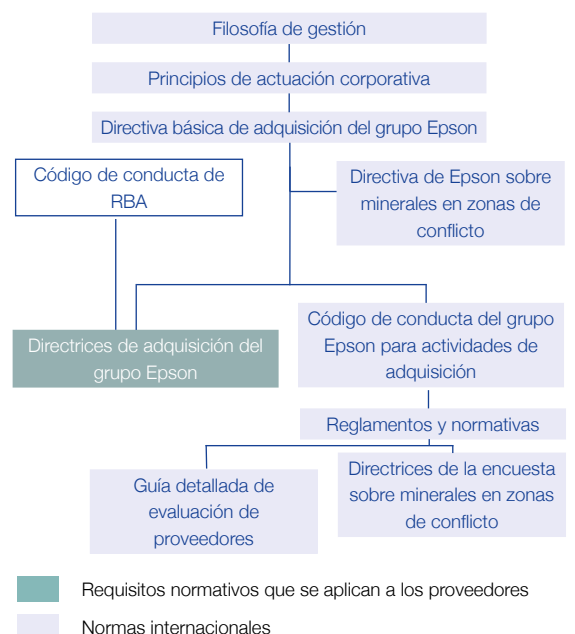 Filosofía de gestión
Principios de actuación corporativa
Directiva básica de adquisición del grupo Epson
Código de conducta de
RBA
Directiva de Epson sobre
minerales en zonas de
conflicto
Directrices de adquisición del
grupo Epson
Código de conducta del grupo
Epson para actividades de
adquisición
Reglamentos y normativas
Guía detallada de
evaluación de
proveedores
Directrices de la encuesta
sobre minerales en zonas
de conflicto
Requisitos normativos que se aplican a los proveedores
Normas internacionales